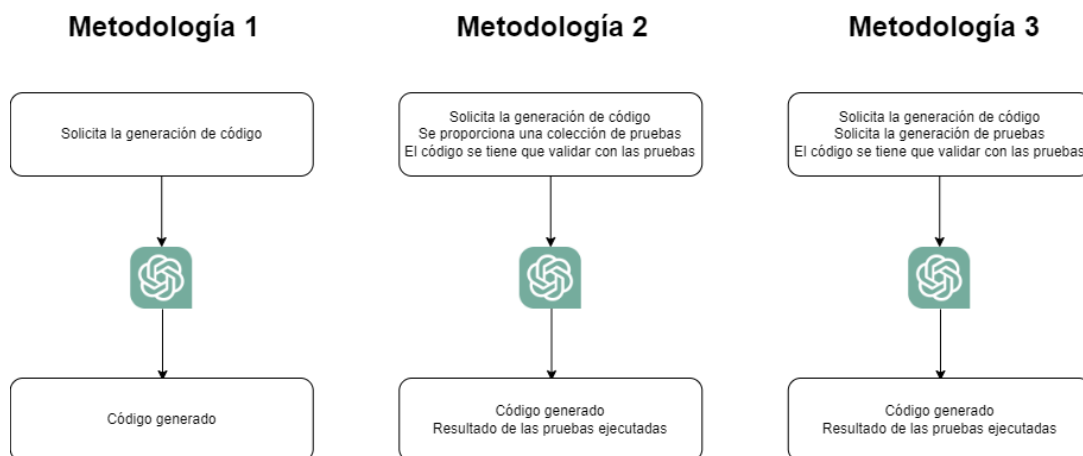 Metodología 1
Metodología 2
Metodología 3
Solicita la generación de código
Solicita la generación de código
Se proporciona una colección de pruebas
El código se tiene que validar con las pruebas
Solicita la generación de código
Solicita la generación de pruebas
El código se tiene que validar con las pruebas
Código generado
Código generado
Resultado de las pruebas ejecutadas
Código generado
Resultado de las pruebas ejecutadas